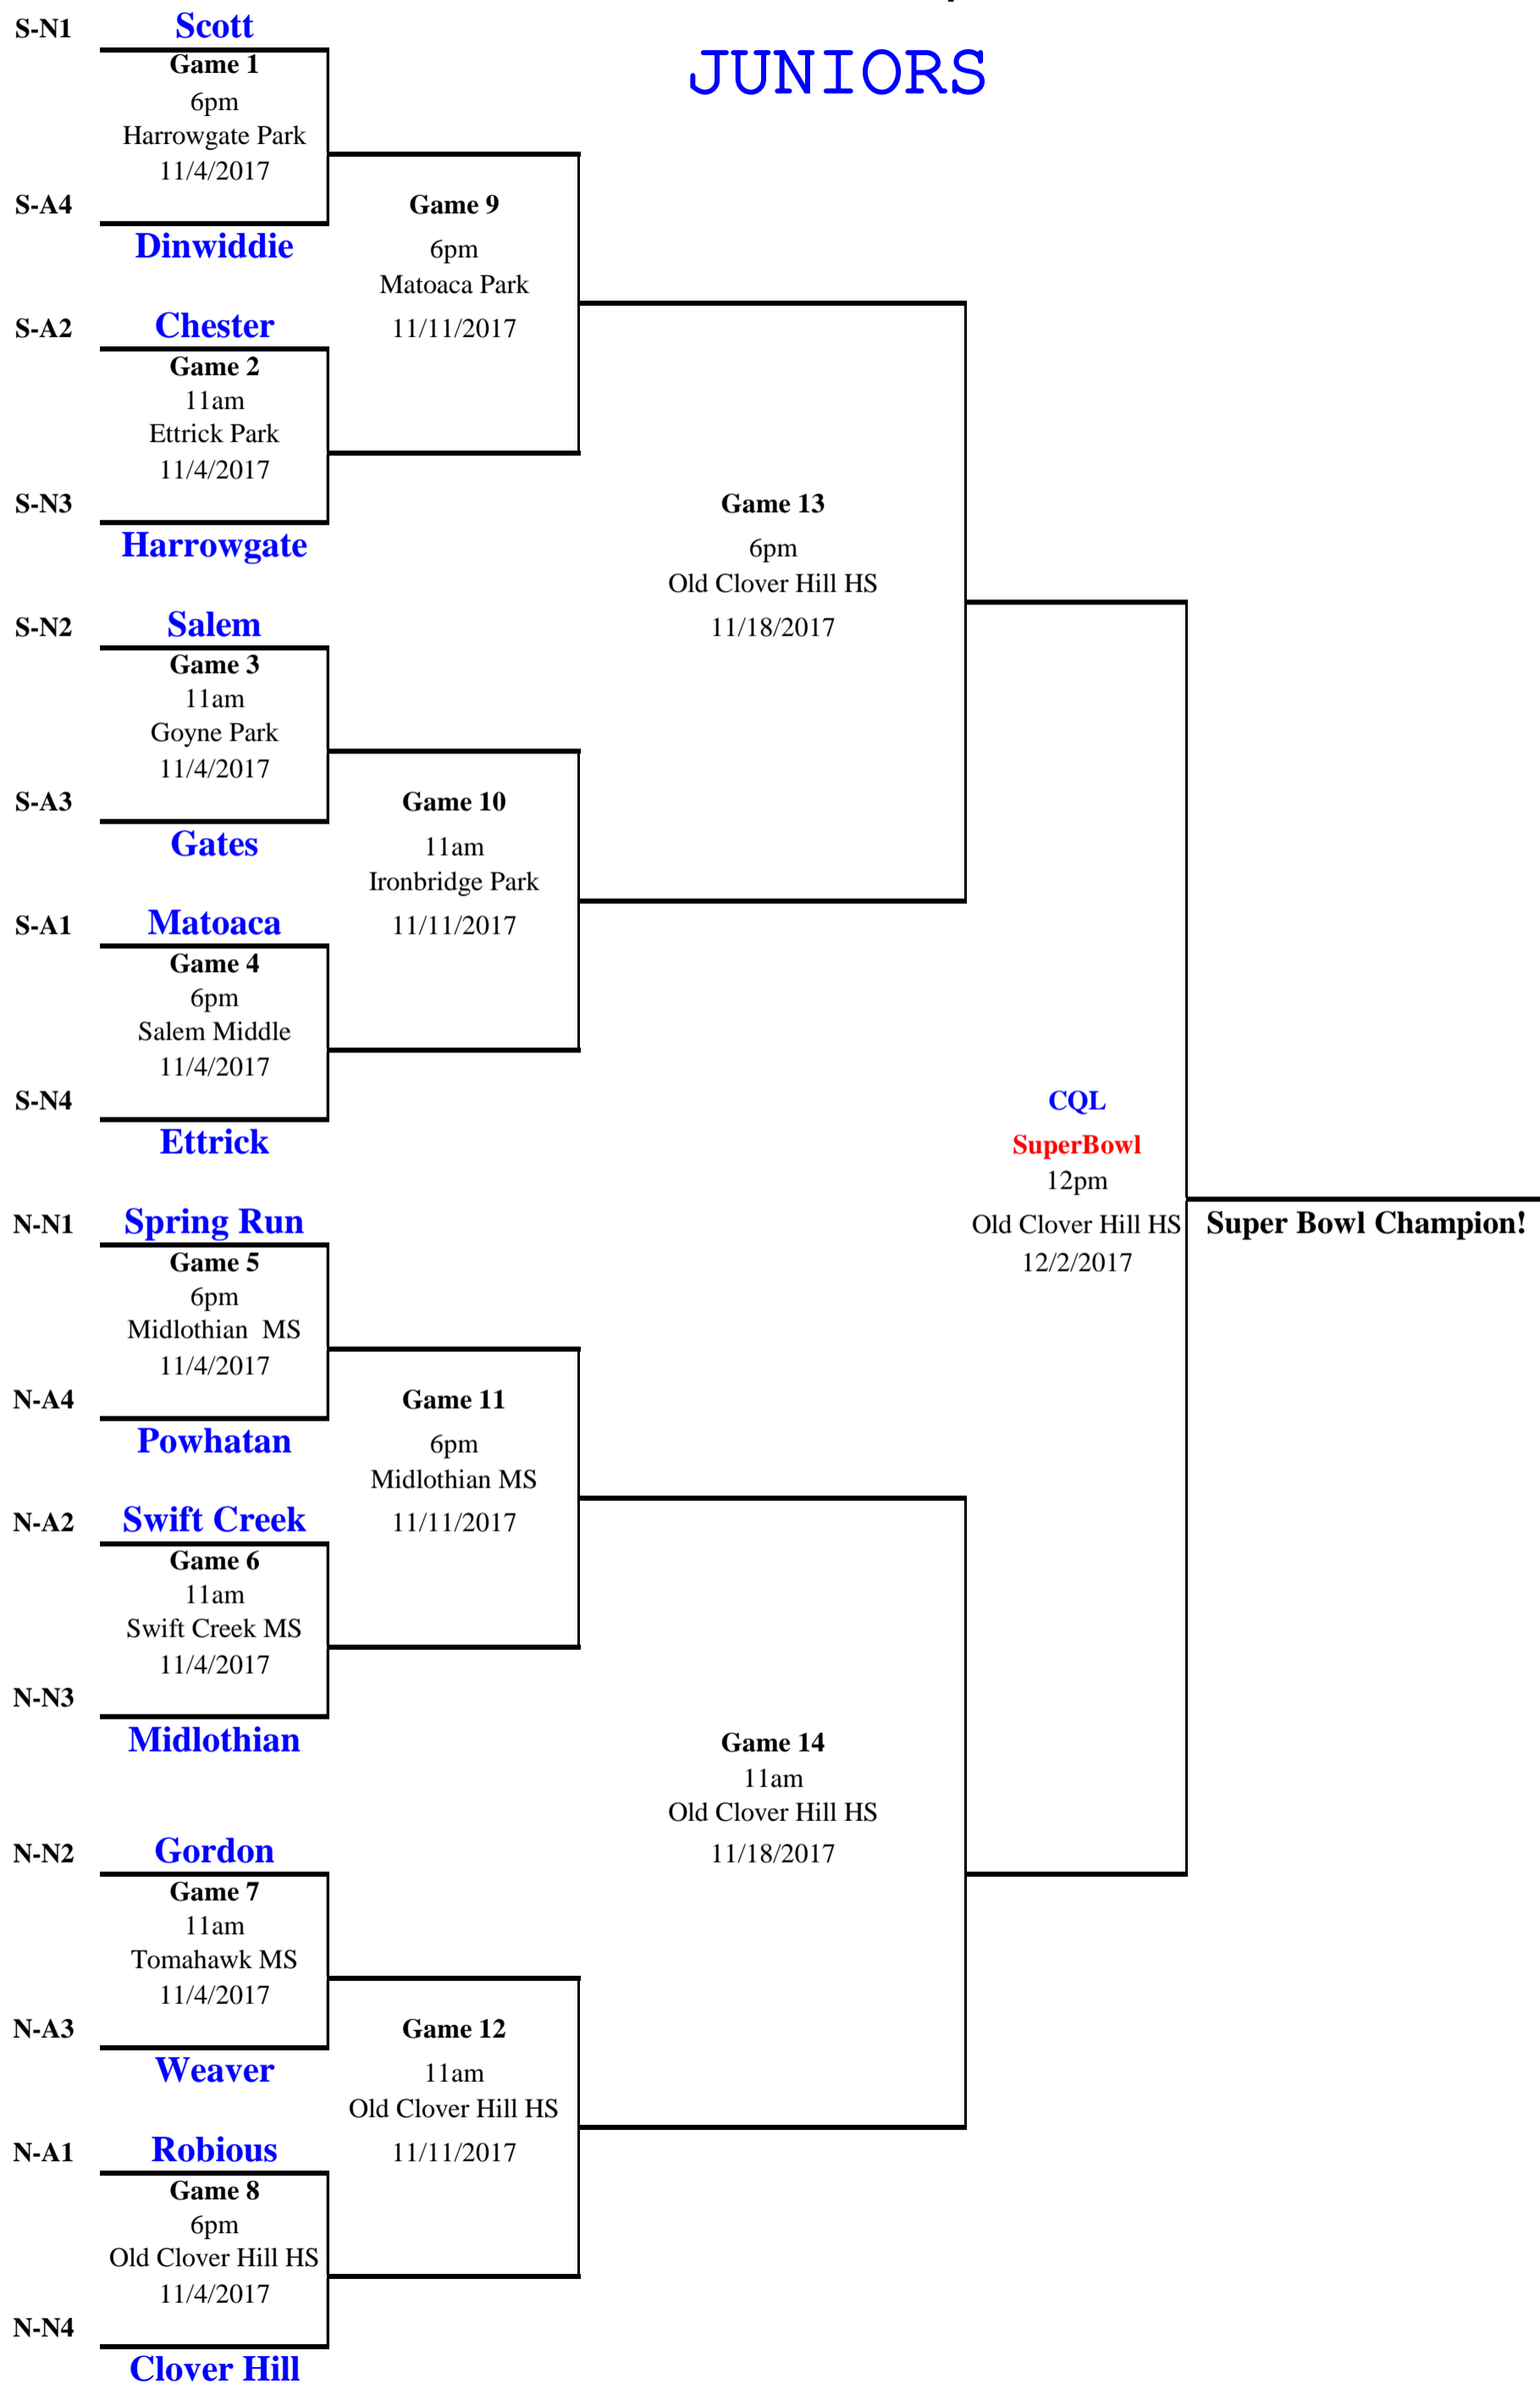 JUNIORS
S-N1 Scott
Game 1
6pm
Harrowgate Park
11/4/2017
S-A4
Dinwiddie
Game 9
6pm
Matoaca Park
11/11/2017
S-A2 Chester
Game 2
11am
Ettrick Park
11/4/2017
S-N3
Harrowgate
Game 13
6pm
Old Clover Hill HS
11/18/2017
S-N2 Salem
Game 3
11am
Goyne Park
11/4/2017
S-A3
Gates
Game 10
11am
Ironbridge Park
11/11/2017
S-A1 Matoaca
Game 4
6pm
Salem Middle
11/4/2017
S-N4
Ettrick
CQL
SuperBowl
12pm
Old Clover Hill HS
12/2/2017
Super Bowl Champion!
N-N1 Spring Run
Game 5
6pm
Midlothian MS
11/4/2017
N-A4
Powhatan
Game 11
6pm
Midlothian MS
11/11/2017
N-A2 Swift Creek
Game 6
11am
Swift Creek MS
11/4/2017
N-N3
Midlothian
Game 14
11am
Old Clover Hill HS
11/18/2017
N-N2 Gordon
Game 7
11am
Tomahawk MS
11/4/2017
N-A3
Weaver
Game 12
11am
Old Clover Hill HS
11/11/2017
N-A1 Robious
Game 8
6pm
Old Clover Hill HS
11/4/2017
N-N4
Clover Hill